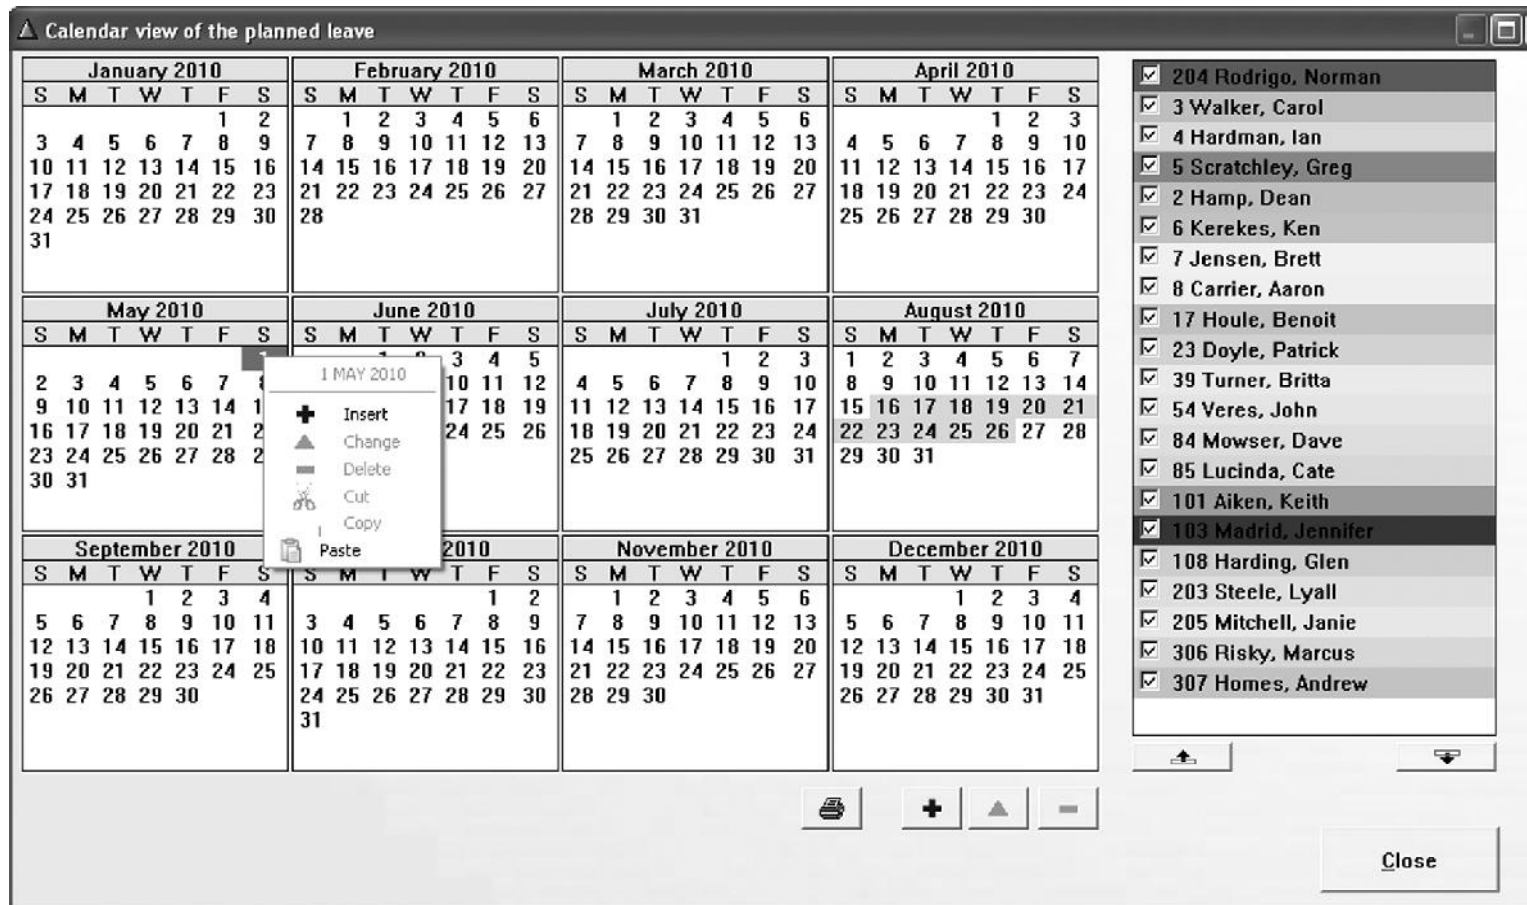 Calendar view of the planned leave
January 2010
S M T W T F S
1 2
3 4 5 6 7 8 9
10 11 12 13 14 15 16
17 18 19 20 21 22 23
24 25 26 27 28 29 30
31
February 2010
S M T W T F S
1 2 3 4 5 6
7 8 9 10 11 12 13
14 15 16 17 18 19 20
21 22 23 24 25 26 27
28
March 2010
S M T W T F S
1 2 3 4 5 6
7 8 9 10 11 12 13
14 15 16 17 18 19 20
21 22 23 24 25 26 27
28 29 30 31
April 2010
S M T W T F S
1 2 3
4 5 6 7 8 9 10
11 12 13 14 15 16 17
18 19 20 21 22 23 24
25 26 27 28 29 30
May 2010
S M T W T F S
2 3 4 5 6 7
9 10 11 12 13 14
16 17 18 19 20 21
23 24 25 26 27 28
30 31
June 2010
S M T W T F S
3 4 5
10 11 12
17 18 19
24 25 26
July 2010
S M T W T F S
1 2 3
4 5 6 7 8 9 10
11 12 13 14 15 16 17
18 19 20 21 22 23 24
25 26 27 28 29 30 31
August 2010
S M T W T F S
1 2 3 4 5 6 7
8 9 10 11 12 13 14
15 16 17 18 19 20 21
22 23 24 25 26 27 28
29 30 31
1 MAY 2010
Insert
Change
Delete
Cut
Copy
Paste
September 2010
S M T W T F S
1 2 3 4
5 6 7 8 9 10 11
12 13 14 15 16 17 18
19 20 21 22 23 24 25
26 27 28 29 30
2010
S M T W T F S
1 2
3 4 5 6 7 8 9
10 11 12 13 14 15 16
17 18 19 20 21 22 23
24 25 26 27 28 29 30
31
November 2010
S M T W T F S
1 2 3 4 5 6
7 8 9 10 11 12 13
14 15 16 17 18 19 20
21 22 23 24 25 26 27
28 29 30
December 2010
S M T W T F S
1 2 3 4
5 6 7 8 9 10 11
12 13 14 15 16 17 18
19 20 21 22 23 24 25
26 27 28 29 30 31
204 Rodrigo, Norman
3 Walker, Carol
4 Hardman, Ian
5 Scratchley, Greg
2 Hamp, Dean
6 Kerekes, Ken
7 Jensen, Brett
8 Carrier, Aaron
17 Houle, Benoit
23 Doyle, Patrick
39 Turner, Britta
54 Veres, John
84 Mowser, Dave
85 Lucinda, Cate
101 Aiken, Keith
103 Madrid, Jennifer
108 Harding, Glen
203 Steele, Lyall
205 Mitchell, Janie
306 Risky, Marcus
307 Homes, Andrew
Close